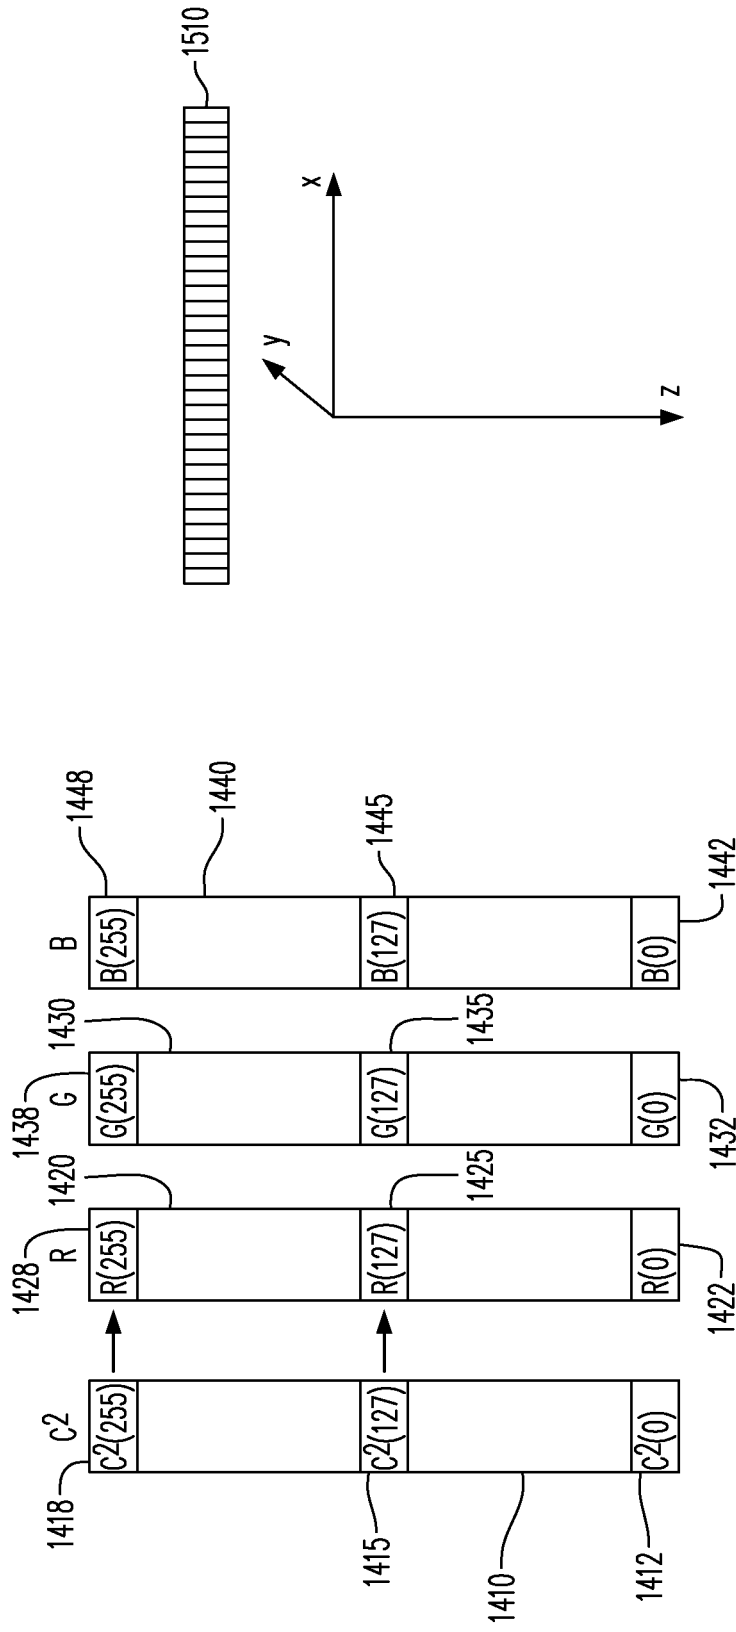 1418
C²
1428
R
1438
G
B
1448
C²(255)
R(255)
G(255)
B(255)
1420
1430
1440
1415
C²(127)
R(127)
G(127)
B(127)
1425
1435
1445
1410
1412
C²(0)
R(0)
G(0)
B(0)
1422
1432
1442
1510
x
y
z